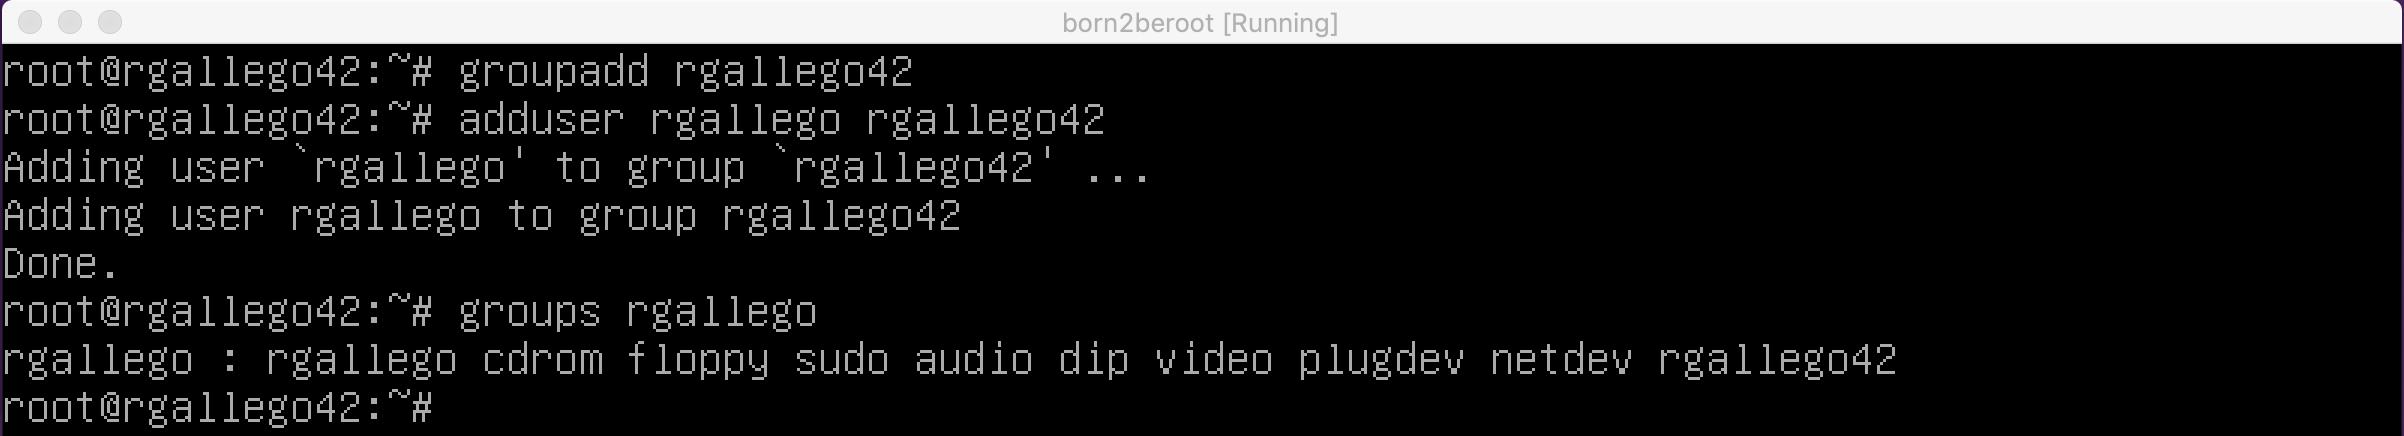 born2beroot [Running]
root@rgallego42:~# groupadd rgallego42
root@rgallego42:~# adduser rgallego rgallego42
Adding user `rgallego' to group `rgallego42' ...
Adding user rgallego to group rgallego42
Done.
root@rgallego42:~# groups rgallego
rgallego : rgallego cdrom floppy sudo audio dip video plugdev netdev rgallego42
root@rgallego42:~#